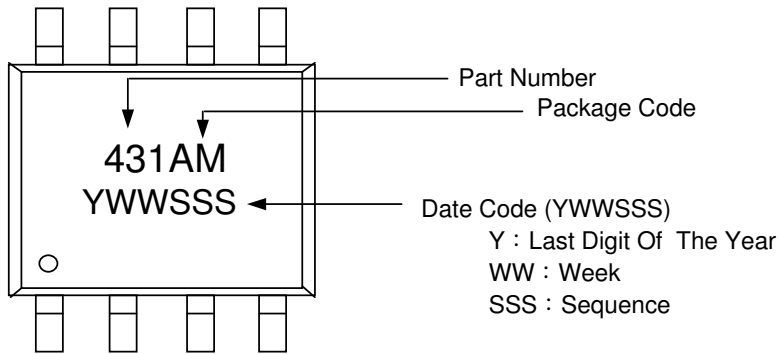 Part Number
Package Code
431AM
YWWSSS
Date Code (YWWSSS)
Y：Last Digit Of The Year
WW：Week
SSS：Sequence